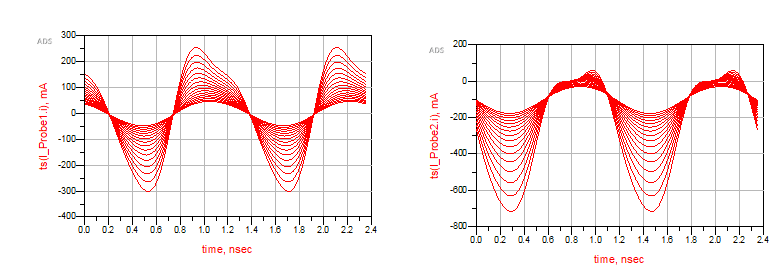 ADS
300
200
100
0
-100
-200
-300
-400
ts(I_Probe1.i), mA
0.0 0.2 0.4 0.6 0.8 1.0 1.2 1.4 1.6 1.8 2.0 2.2 2.4
time, nsec
ADS
200
0
-200
-400
-600
-800
ts(I_Probe2.i), mA
0.0 0.2 0.4 0.6 0.8 1.0 1.2 1.4 1.6 1.8 2.0 2.2 2.4
time, nsec